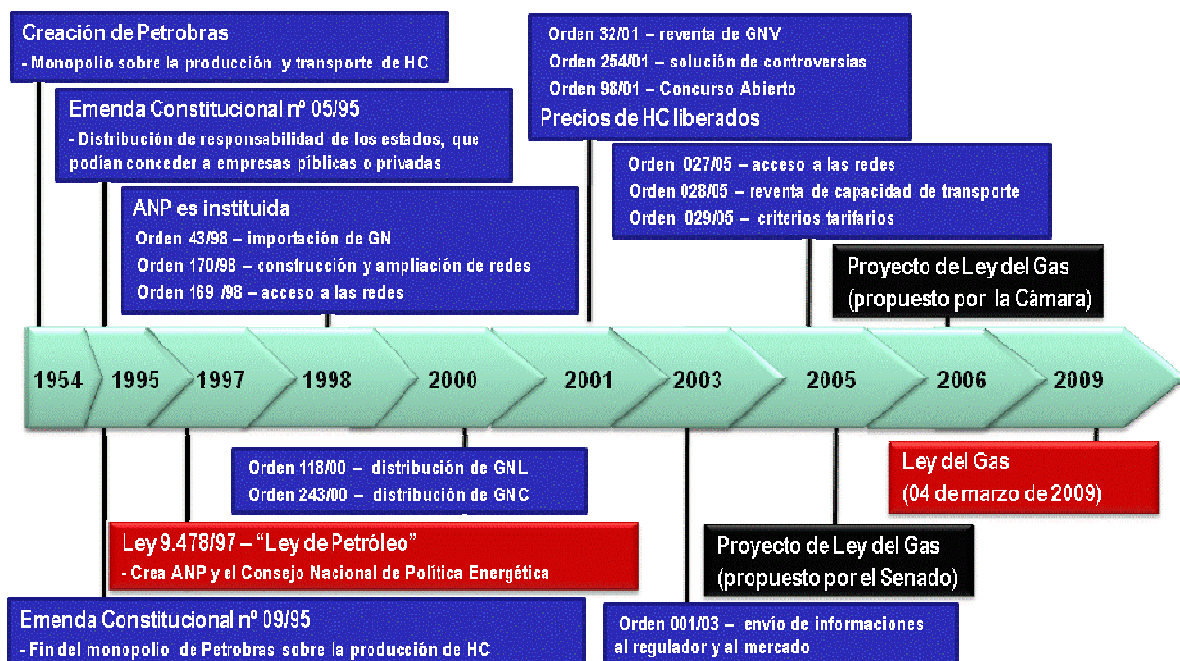 Creación de Petrobras
- Monopolio sobre la producción y transporte de HC
Emenda Constitucional nº 05/95
- Distribución de responsabilidad de los estados, que
podían conceder a empresas públicas o privadas
ANP es instituida
Orden 43/98 – importación de GN
Orden 170/98 – construcción y ampliación de redes
Orden 169 /98 – acceso a las redes
Orden 32/01 – reventa de GNV
Orden 254/01 – solución de controversias
Orden 98/01 – Concurso Abierto
Precios de HC liberados
Orden 027/05 – acceso a las redes
Orden 028/05 – reventa de capacidad de transporte
Orden 029/05 – criterios tarifarios
Proyecto de Ley del Gas
(propuesto por la Cámara)
1954 1995 1997 1998 2000 2001 2003 2005 2006 2009
Orden 118/00 – distribución de GNL
Orden 243/00 – distribución de GNC
Ley 9.478/97 – “Ley de Petróleo”
- Crea ANP y el Consejo Nacional de Política Energética
Emenda Constitucional nº 09/95
- Fin del monopolio de Petrobras sobre la producción de HC
Ley del Gas
(04 de marzo de 2009)
Proyecto de Ley del Gas
(propuesto por el Senado)
Orden 001/03 – envío de informaciones
al regulador y al mercado